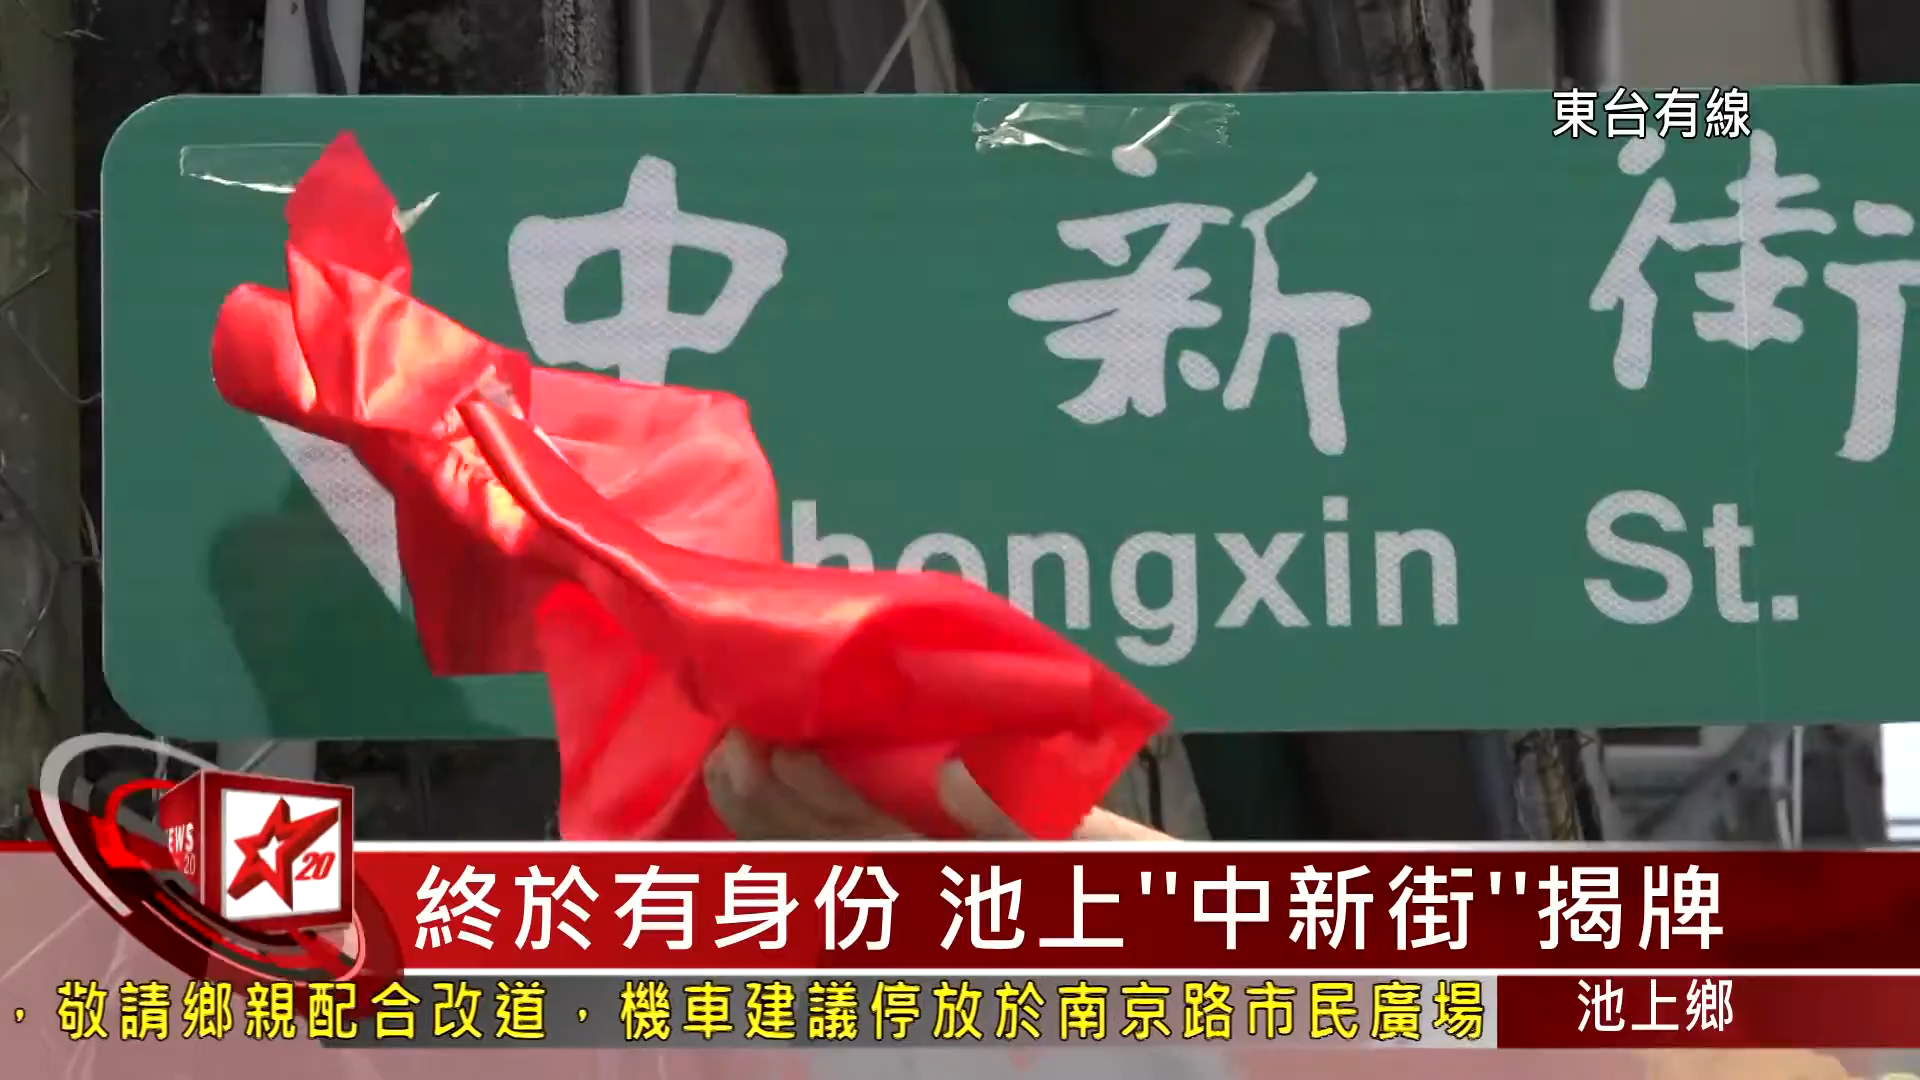 東台有線
中新街
hongxin St.
EWS
20
20
終於有身份 池上"中新街"揭牌
，敬請鄉親配合改道，機車建議停放於南京路市民廣場
池上鄉